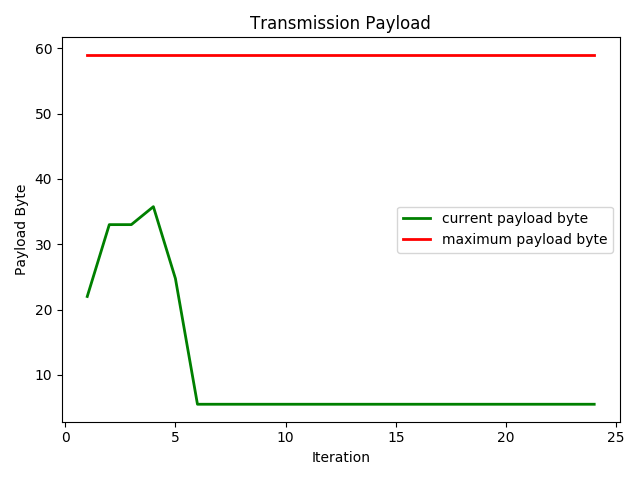 Transmission Payload
60
50
40
30
20
10
Payload Byte
current payload byte
maximum payload byte
0 5 10 15 20 25
Iteration